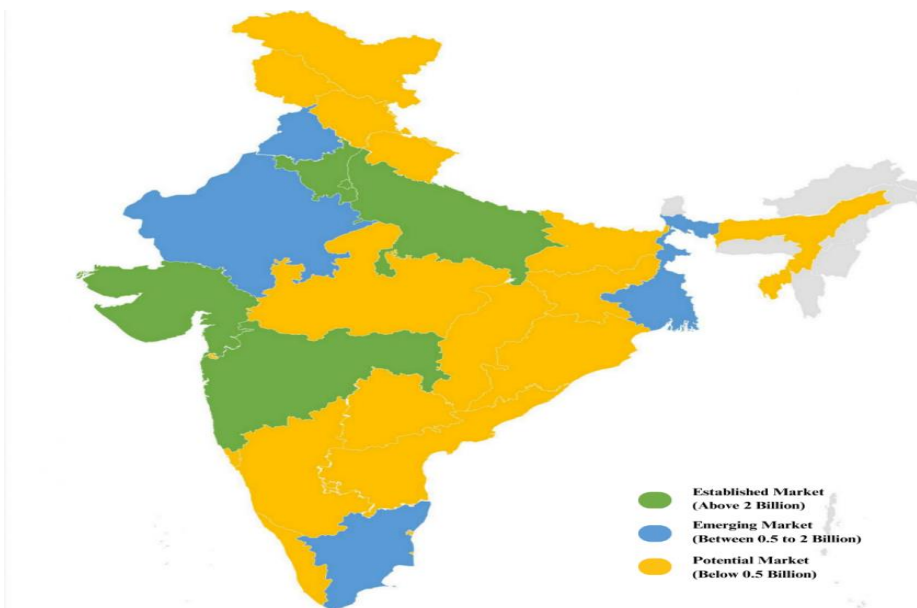 Established Market
(Above 2 Billion)
Emerging Market
(Between 0.5 to 2 Billion)
Potential Market
(Below 0.5 Billion)